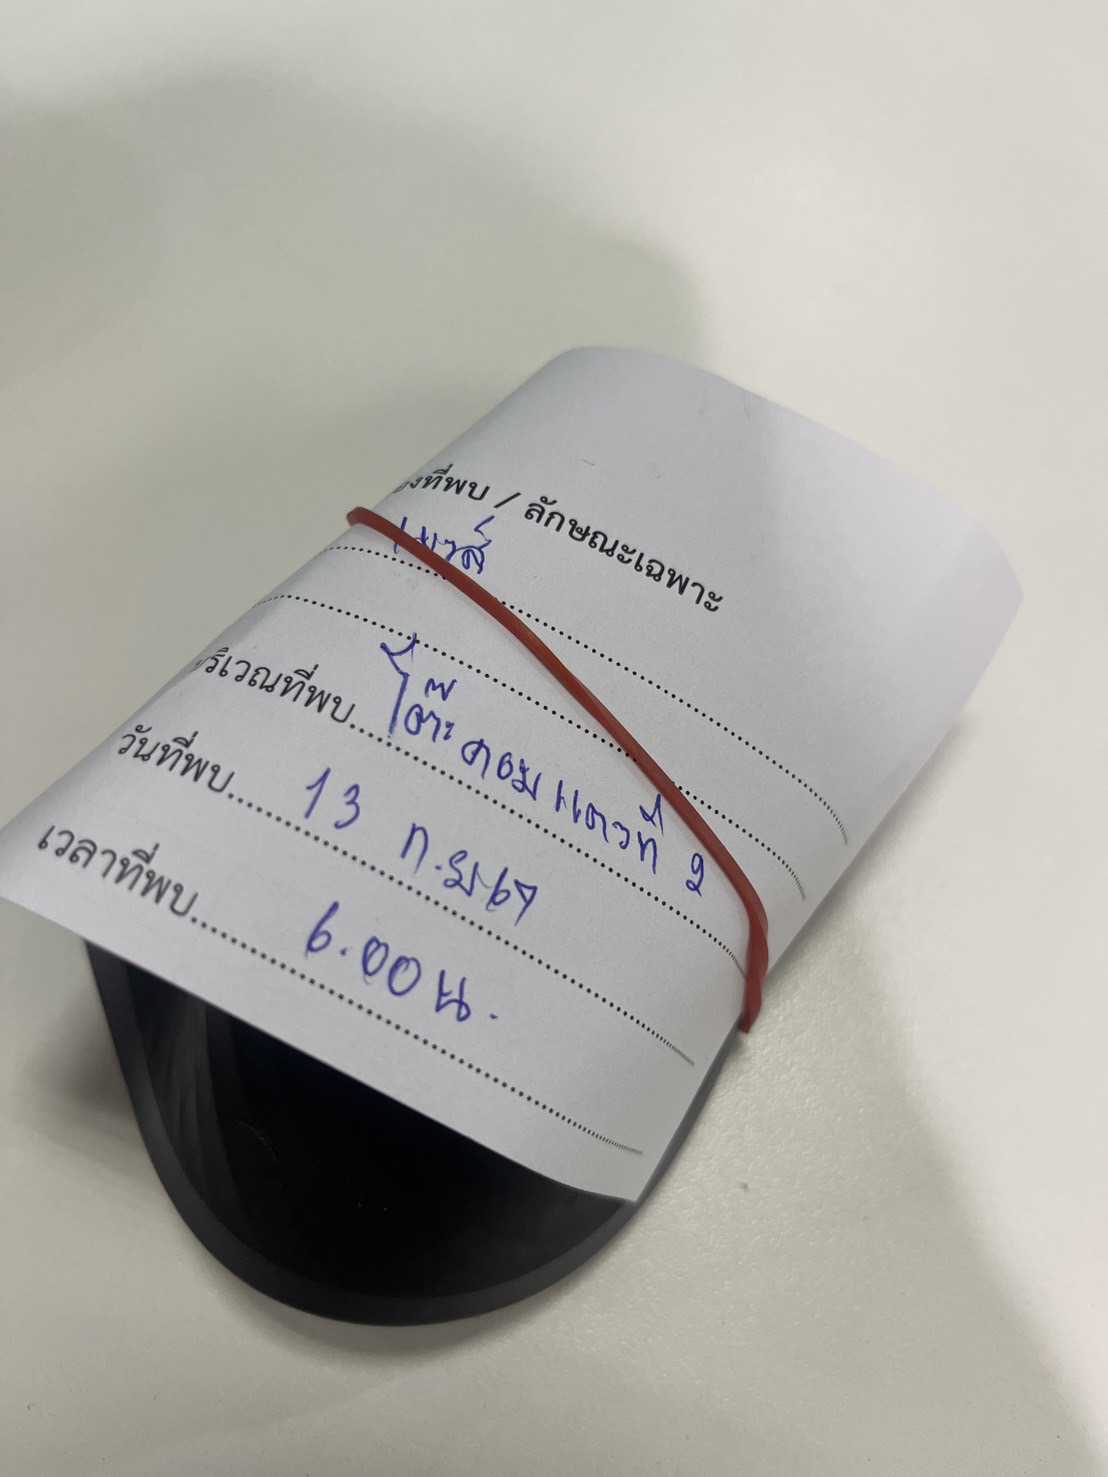 งที่พบ / ลักษณะเฉพาะ
เมาส์
บริเวณที่พบ โต๊ะคอมแถวที่ 2
วันที่พบ 13 ก.ย 67
เวลาที่พบ 6.00 น.